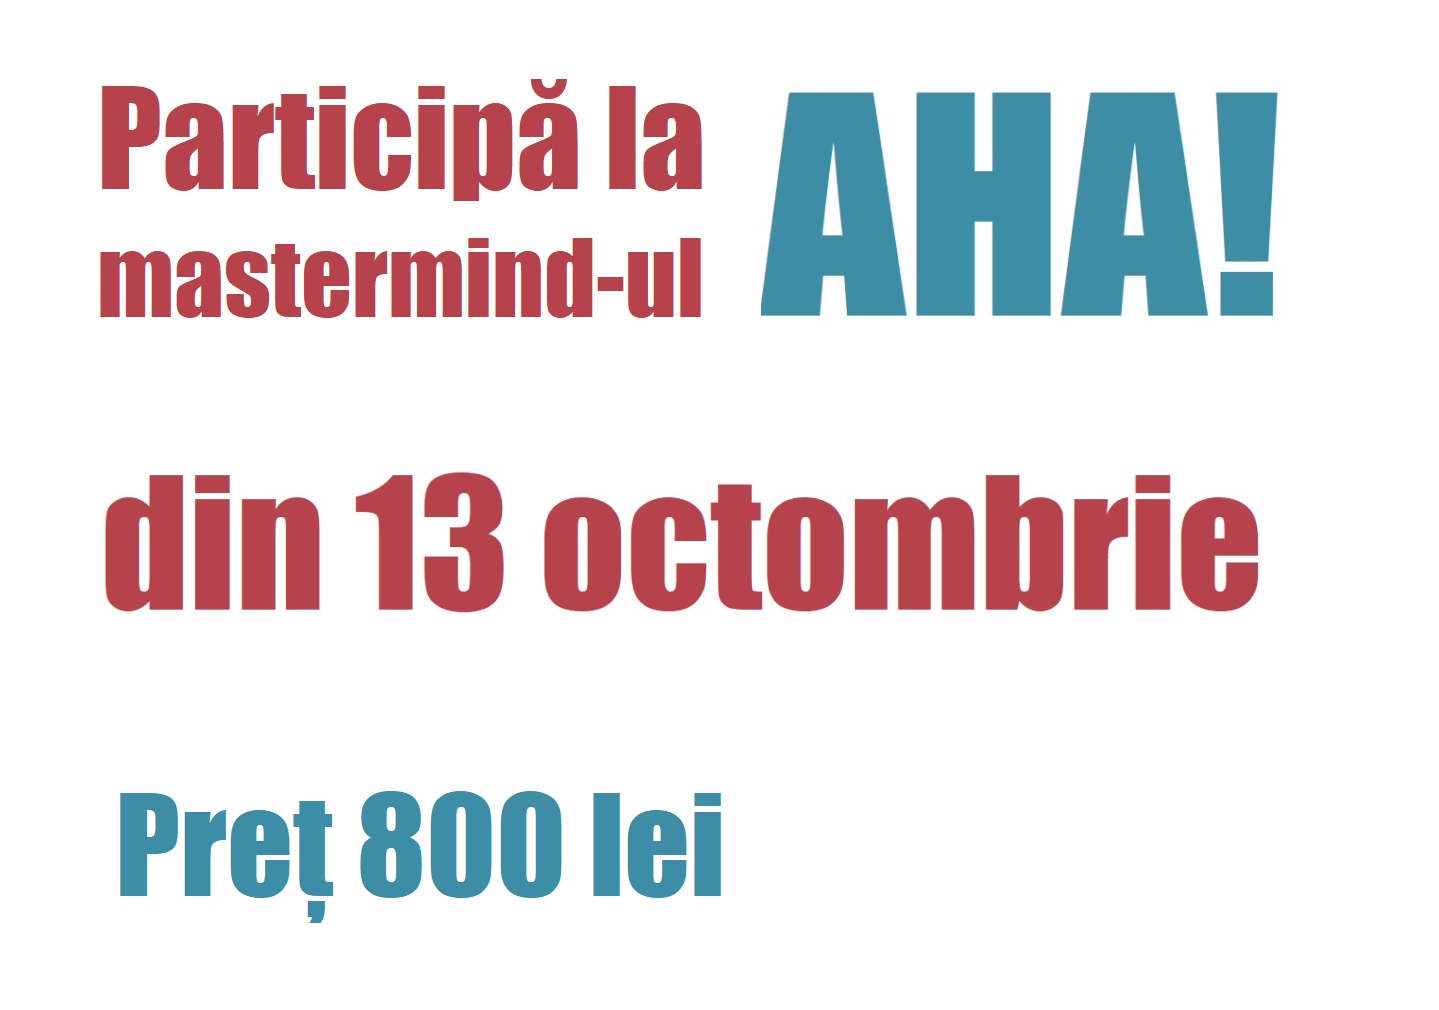 Participă la
mastermind-ul
AHA!
din 13 octombrie
Preț 800 lei